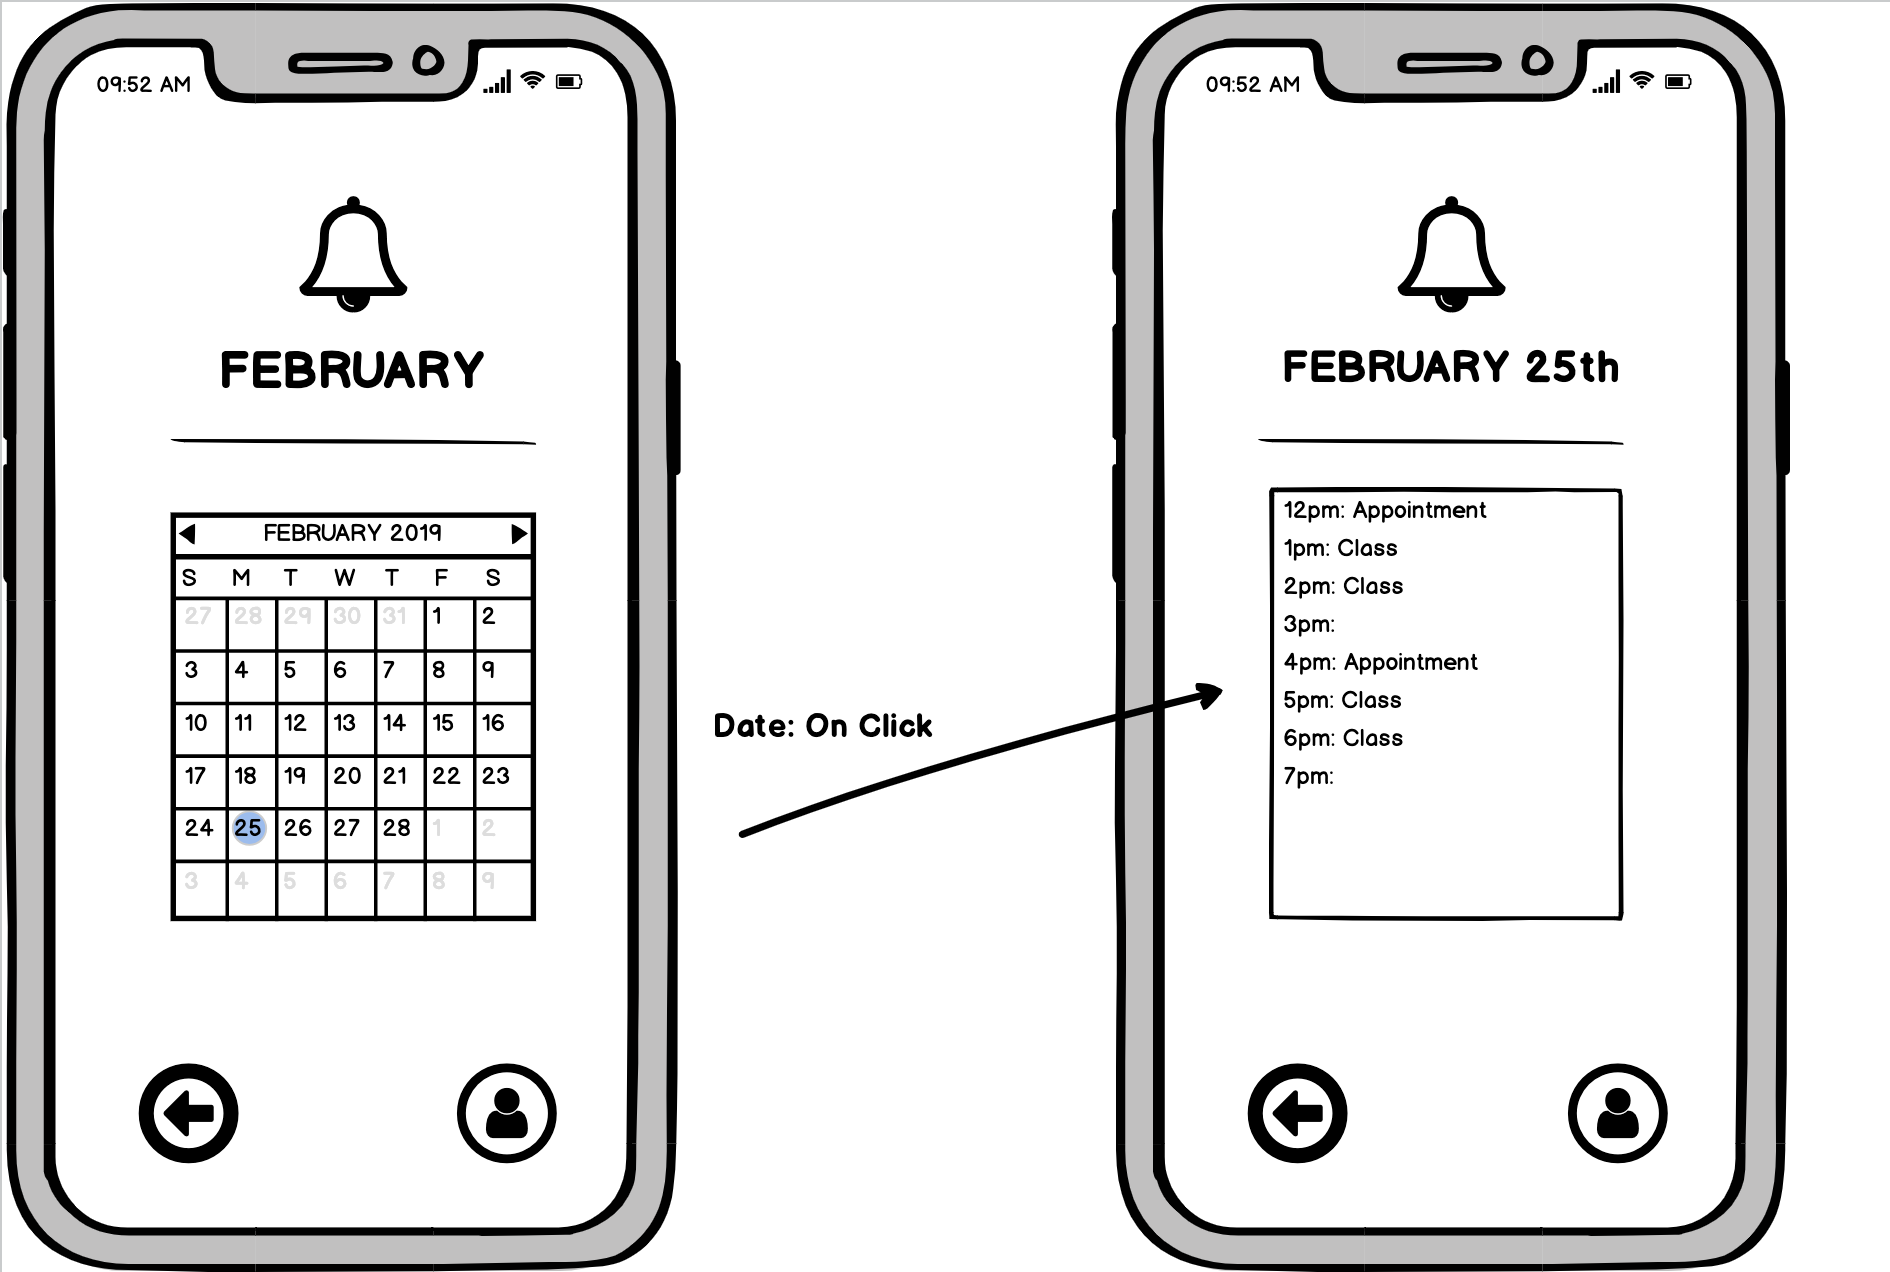 09:52 AM
FEBRUARY
FEBRUARY 2019
S M T W T F S
27 28 29 30 31 1 2
3 4 5 6 7 8 9
10 11 12 13 14 15 16
17 18 19 20 21 22 23
24 25 26 27 28 1 2
3 4 5 6 7 8 9
Date: On Click
09:52 AM
FEBRUARY 25th
12pm: Appointment
1pm: Class
2pm: Class
3pm:
4pm: Appointment
5pm: Class
6pm: Class
7pm: